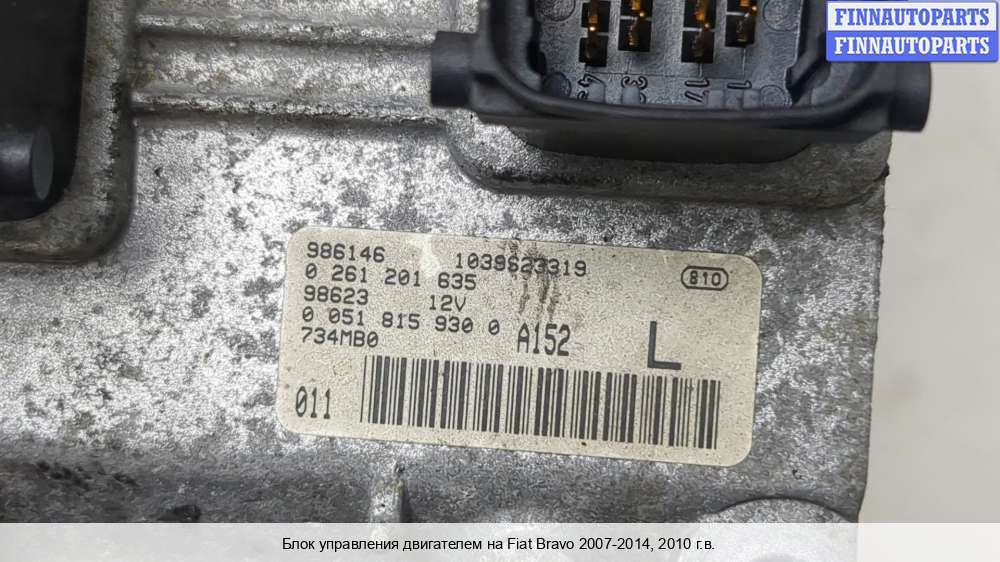 FINNAUTOPARTS
FINNAUTOPARTS
986146 1039S23319
0 261 201 635
810
98623 12V
0 051 815 930 0
734MB0
A152
L
011
Блок управления двигателем на Fiat Bravo 2007-2014, 2010 г.в.